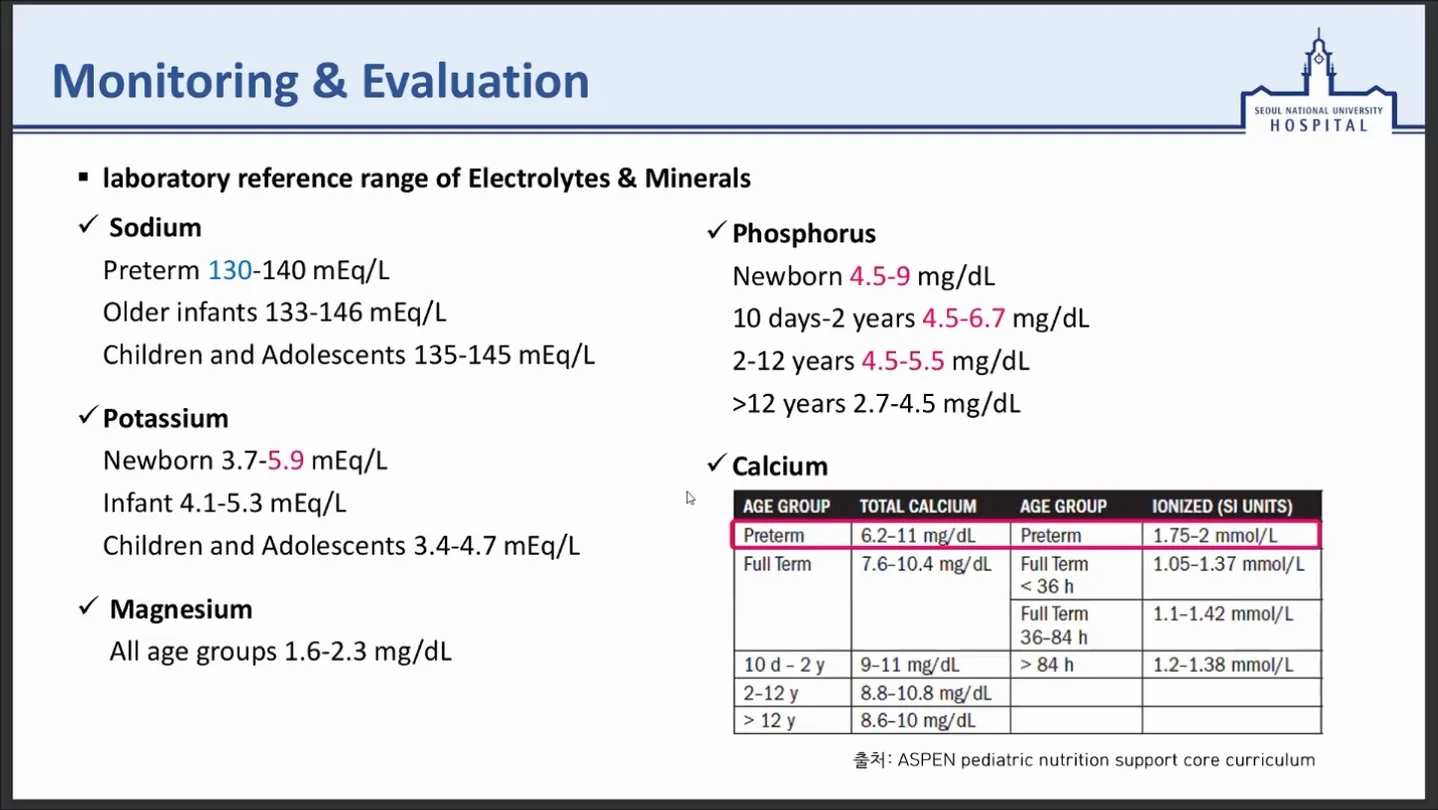 Monitoring & Evaluation
SEOUL NATIONAL UNIVERSITY
HOSPITAL
▪ laboratory reference range of Electrolytes & Minerals
✓ Sodium
Preterm 130-140 mEq/L
Older infants 133-146 mEq/L
Children and Adolescents 135-145 mEq/L
✓ Potassium
Newborn 3.7-5.9 mEq/L
Infant 4.1-5.3 mEq/L
Children and Adolescents 3.4-4.7 mEq/L
✓ Magnesium
All age groups 1.6-2.3 mg/dL
✓ Phosphorus
Newborn 4.5-9 mg/dL
10 days-2 years 4.5-6.7 mg/dL
2-12 years 4.5-5.5 mg/dL
>12 years 2.7-4.5 mg/dL
✓ Calcium
AGE GROUP TOTAL CALCIUM AGE GROUP IONIZED (SI UNITS)
Preterm 6.2–11 mg/dL Preterm 1.75–2 mmol/L
Full Term 7.6–10.4 mg/dL Full Term 1.05–1.37 mmol/L
< 36 h
Full Term 1.1–1.42 mmol/L
36–84 h
10 d – 2 y 9–11 mg/dL > 84 h 1.2–1.38 mmol/L
2–12 y 8.8–10.8 mg/dL
> 12 y 8.6–10 mg/dL
출처: ASPEN pediatric nutrition support core curriculum